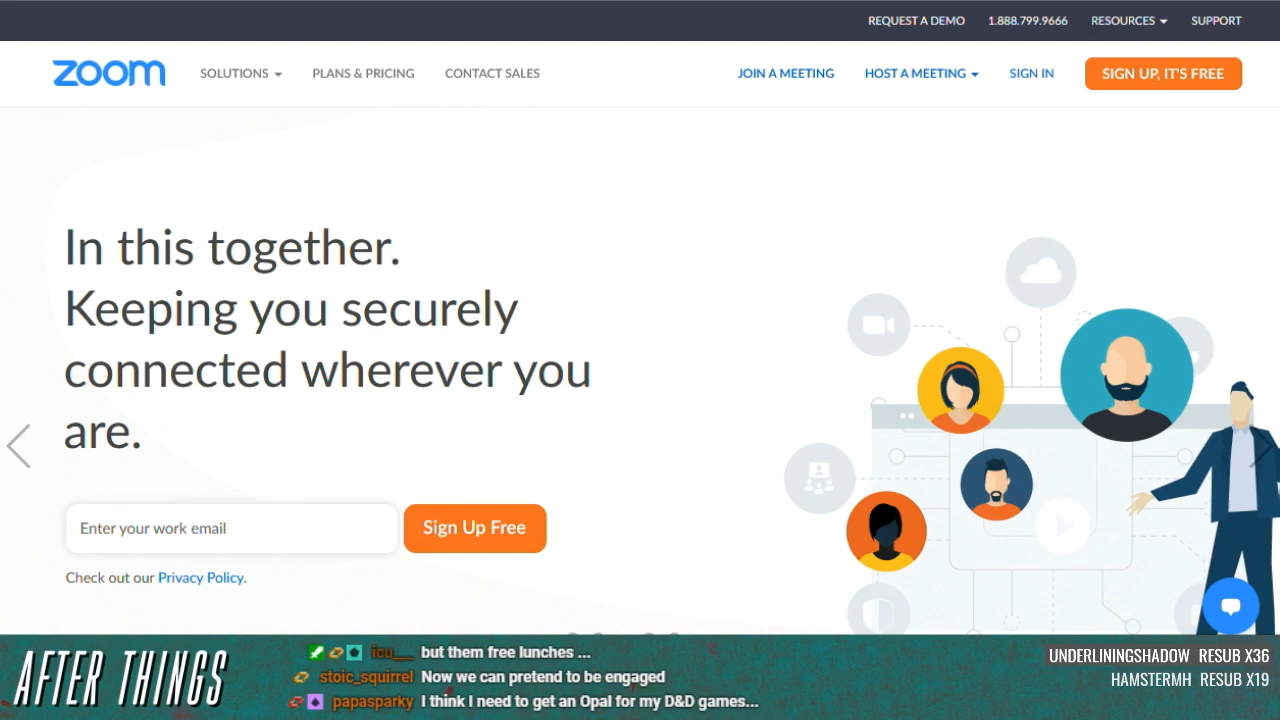 REQUEST A DEMO 1.888.799.9666 RESOURCES SUPPORT
zoom SOLUTIONS PLANS & PRICING CONTACT SALES JOIN A MEETING HOST A MEETING SIGN IN SIGN UP, IT'S FREE
In this together.
Keeping you securely
connected wherever you
are.
Enter your work email Sign Up Free
Check out our Privacy Policy.
AFTER THINGS
icu__ but them free lunches ...
stoic_squirrel Now we can pretend to be engaged
papasparky I think I need to get an Opal for my D&D games...
UNDERLININGSHADOW RESUB X36
HAMSTERMH RESUB X19